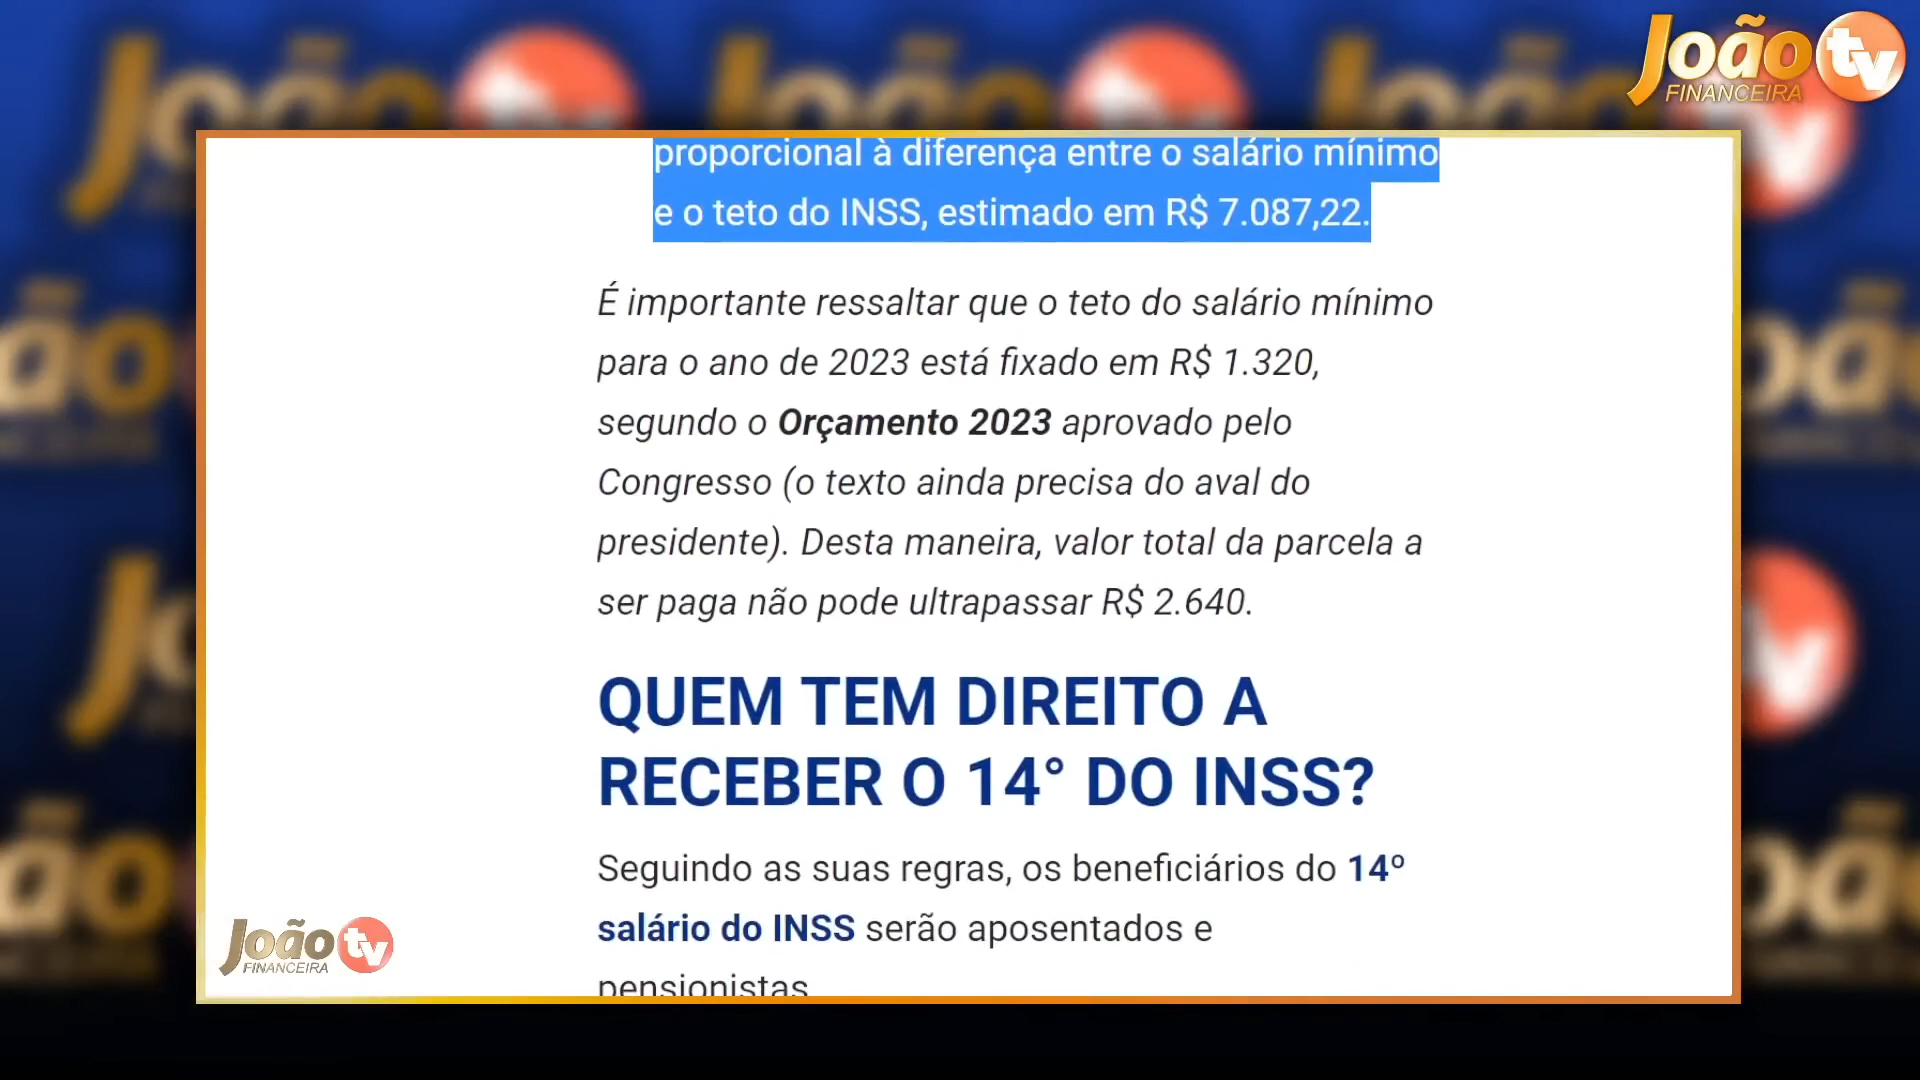 João tv
FINANCEIRA
proporcional à diferença entre o salário mínimo
e o teto do INSS, estimado em R$ 7.087,22.
É importante ressaltar que o teto do salário mínimo
para o ano de 2023 está fixado em R$ 1.320,
segundo o Orçamento 2023 aprovado pelo
Congresso (o texto ainda precisa do aval do
presidente). Desta maneira, valor total da parcela a
ser paga não pode ultrapassar R$ 2.640.
QUEM TEM DIREITO A
RECEBER O 14° DO INSS?
Seguindo as suas regras, os beneficiários do 14º
salário do INSS serão aposentados e
pensionistas
João tv
FINANCEIRA